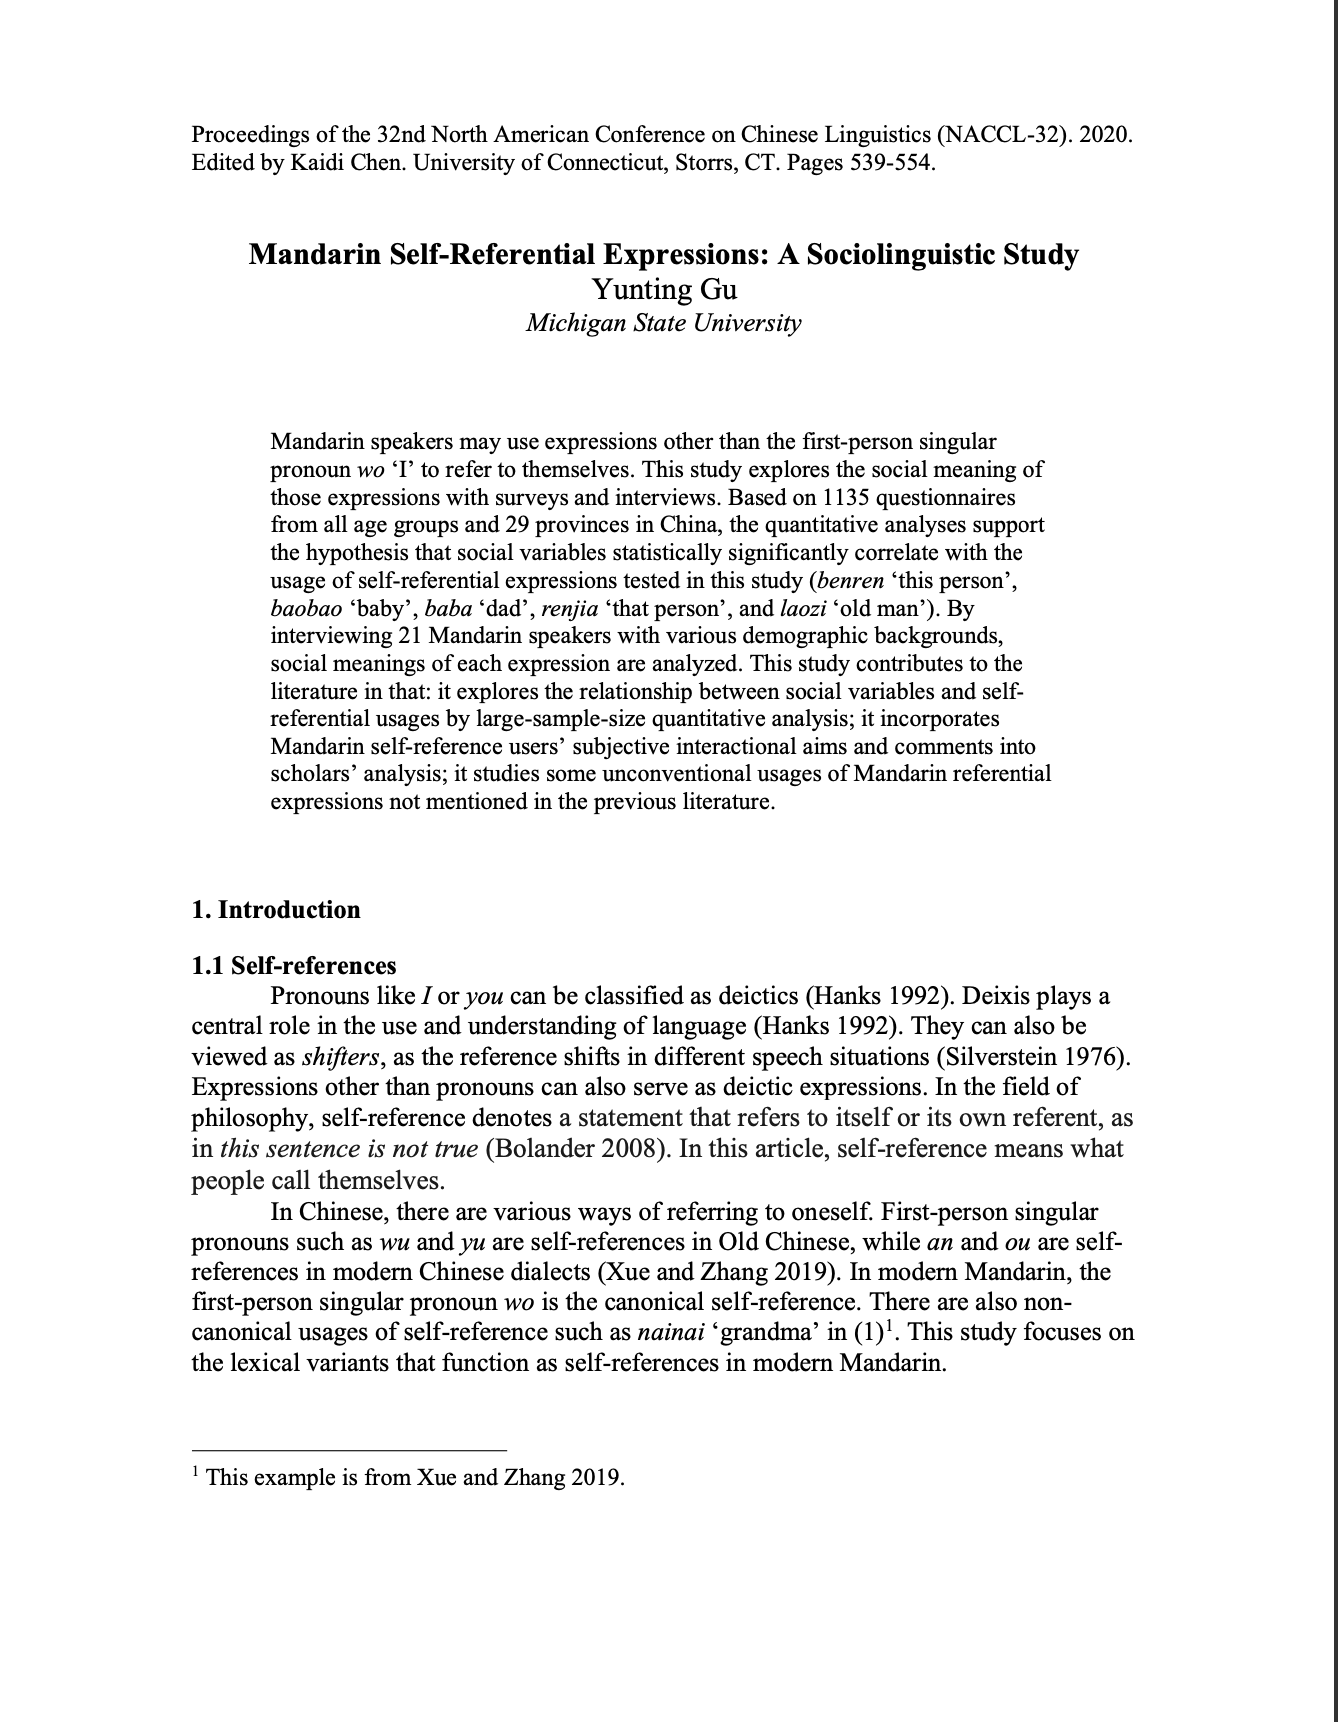 Proceedings of the 32nd North American Conference on Chinese Linguistics (NACCL-32). 2020.
Edited by Kaidi Chen. University of Connecticut, Storrs, CT. Pages 539-554.
Mandarin Self-Referential Expressions: A Sociolinguistic Study
Yunting Gu
Michigan State University
Mandarin speakers may use expressions other than the first-person singular
pronoun wo ‘I’ to refer to themselves. This study explores the social meaning of
those expressions with surveys and interviews. Based on 1135 questionnaires
from all age groups and 29 provinces in China, the quantitative analyses support
the hypothesis that social variables statistically significantly correlate with the
usage of self-referential expressions tested in this study (benren ‘this person’,
baobao ‘baby’, baba ‘dad’, renjia ‘that person’, and laozi ‘old man’). By
interviewing 21 Mandarin speakers with various demographic backgrounds,
social meanings of each expression are analyzed. This study contributes to the
literature in that: it explores the relationship between social variables and self-
referential usages by large-sample-size quantitative analysis; it incorporates
Mandarin self-reference users’ subjective interactional aims and comments into
scholars’ analysis; it studies some unconventional usages of Mandarin referential
expressions not mentioned in the previous literature.
1. Introduction
1.1 Self-references
Pronouns like I or you can be classified as deictics (Hanks 1992). Deixis plays a
central role in the use and understanding of language (Hanks 1992). They can also be
viewed as shifters, as the reference shifts in different speech situations (Silverstein 1976).
Expressions other than pronouns can also serve as deictic expressions. In the field of
philosophy, self-reference denotes a statement that refers to itself or its own referent, as
in this sentence is not true (Bolander 2008). In this article, self-reference means what
people call themselves.
In Chinese, there are various ways of referring to oneself. First-person singular
pronouns such as wu and yu are self-references in Old Chinese, while an and ou are self-
references in modern Chinese dialects (Xue and Zhang 2019). In modern Mandarin, the
first-person singular pronoun wo is the canonical self-reference. There are also non-
canonical usages of self-reference such as nainai ‘grandma’ in (1)¹. This study focuses on
the lexical variants that function as self-references in modern Mandarin.
¹ This example is from Xue and Zhang 2019.